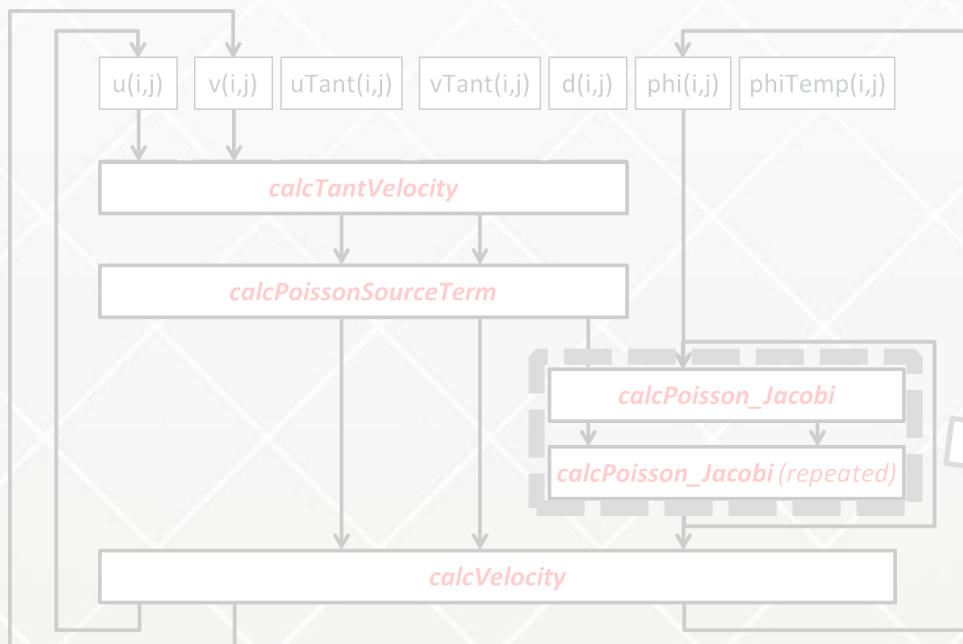 u(i,j) v(i,j) uTant(i,j) vTant(i,j) d(i,j) phi(i,j) phiTemp(i,j)
calcTantVelocity
calcPoissonSourceTerm
calcPoisson_Jacobi
calcPoisson_Jacobi (repeated)
calcVelocity